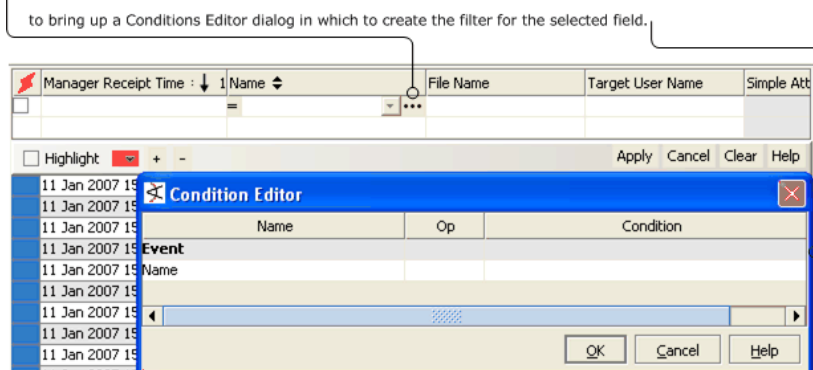 to bring up a Conditions Editor dialog in which to create the filter for the selected field.
Manager Receipt Time : ↓ 1 Name File Name Target User Name Simple Att
= •••
Highlight + - Apply Cancel Clear Help
11 Jan 2007 15
11 Jan 2007 15
11 Jan 2007 15
11 Jan 2007 15
11 Jan 2007 15
11 Jan 2007 15
11 Jan 2007 15
11 Jan 2007 15
11 Jan 2007 15
Condition Editor
Name Op Condition
Event
Name
OK Cancel Help